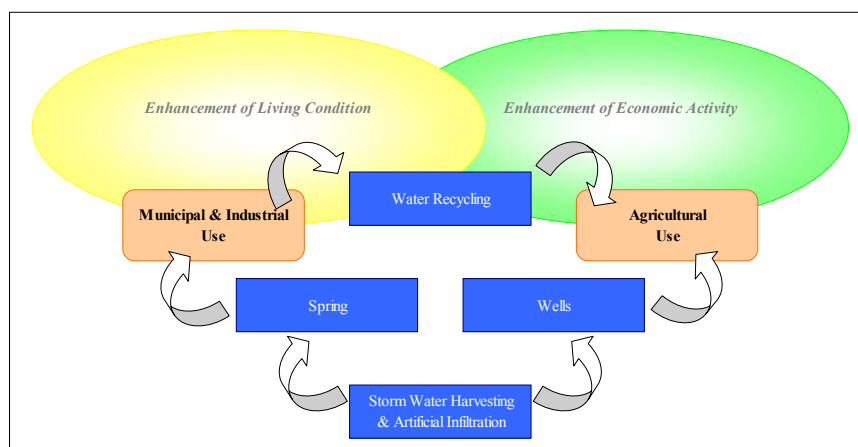 Enhancement of Living Condition
Enhancement of Economic Activity
Water Recycling
Municipal & Industrial
Use
Agricultural
Use
Spring
Wells
Storm Water Harvesting
& Artificial Infiltration